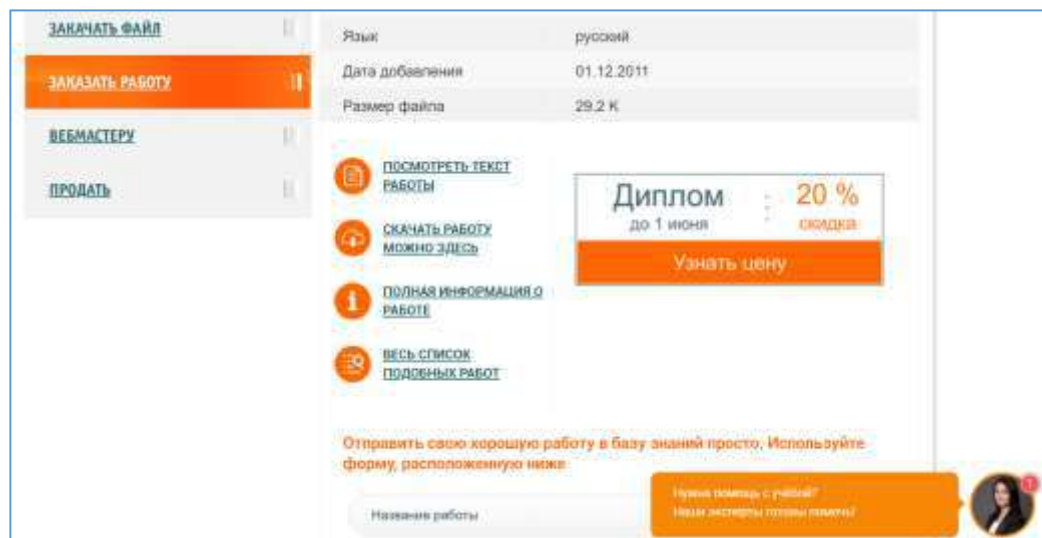 ЗАКАЧАТЬ ФАЙЛ
ЗАКАЗАТЬ РАБОТУ
ВЕБМАСТЕРУ
ПРОДАТЬ
Язык русский
Дата добавления 01.12.2011
Размер файла 29,2 K
ПОСМОТРЕТЬ ТЕКСТ
РАБОТЫ
СКАЧАТЬ РАБОТУ
МОЖНО ЗДЕСЬ
ПОЛНАЯ ИНФОРМАЦИЯ О
РАБОТЕ
ВЕСЬ СПИСОК
ПОДОБНЫХ РАБОТ
Диплом
до 1 июня
20 %
скидка
Узнать цену
Отправить свою хорошую работу в базу знаний просто. Используйте
форму, расположенную ниже
Название работы
Нужна помощь с учёбой?
Наши эксперты готовы помочь!
1